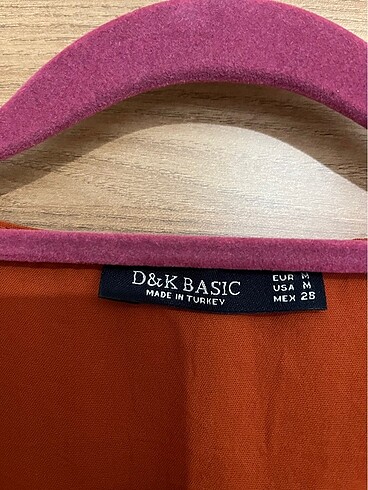 D&K BASIC
MADE IN TURKEY
EUR M
USA M
MEX 28